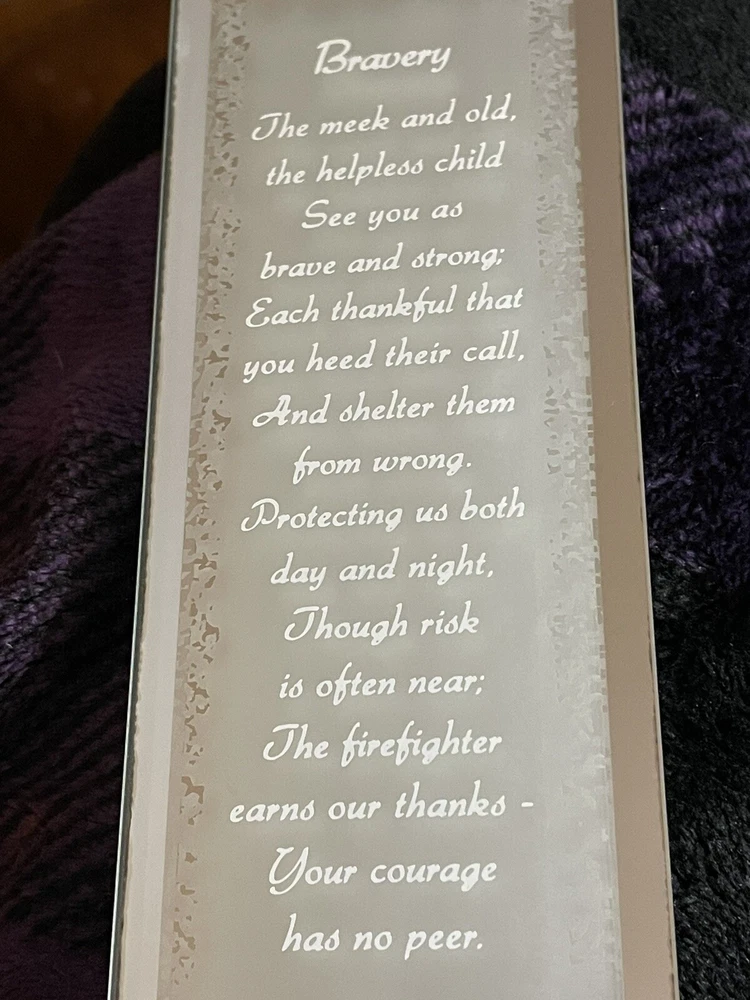 Bravery
The meek and old,
the helpless child
See you as
brave and strong;
Each thankful that
you heed their call,
And shelter them
from wrong.
Protecting us both
day and night,
Though risk
is often near;
The firefighter
earns our thanks -
Your courage
has no peer.